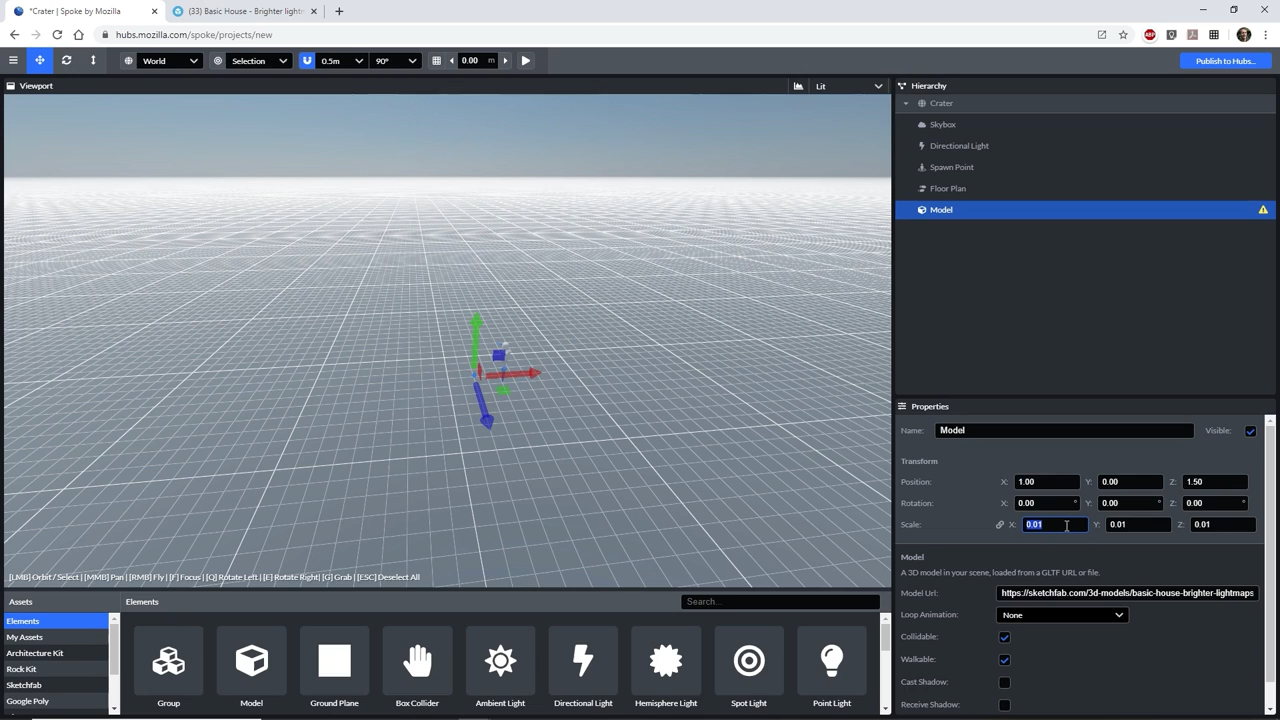 *Crater | Spoke by Mozilla
(33) Basic House - Brighter lightm
hubs.mozilla.com/spoke/projects/new
ABP
World
Selection
0.5m
90°
0.00 m
Publish to Hubs...
Viewport
Lit
Hierarchy
Crater
Skybox
Directional Light
Spawn Point
Floor Plan
Model
Properties
Name: Model
Visible:
Transform
Position: X: 1.00 Y: 0.00 Z: 1.50
Rotation: X: 0.00 ° Y: 0.00 ° Z: 0.00 °
Scale: X: 0.01 Y: 0.01 Z: 0.01
Model
A 3D model in your scene, loaded from a GLTF URL or file.
Model Url: https://sketchfab.com/3d-models/basic-house-brighter-lightmaps
Loop Animation: None
Collidable:
Walkable:
Cast Shadow:
Receive Shadow:
[LMB] Orbit / Select | [MMB] Pan | [RMB] Fly | [F] Focus | [Q] Rotate Left | [E] Rotate Right| [G] Grab | [ESC] Deselect All
Assets
Elements
My Assets
Architecture Kit
Rock Kit
Sketchfab
Google Poly
Elements
Search...
Group
Model
Ground Plane
Box Collider
Ambient Light
Directional Light
Hemisphere Light
Spot Light
Point Light